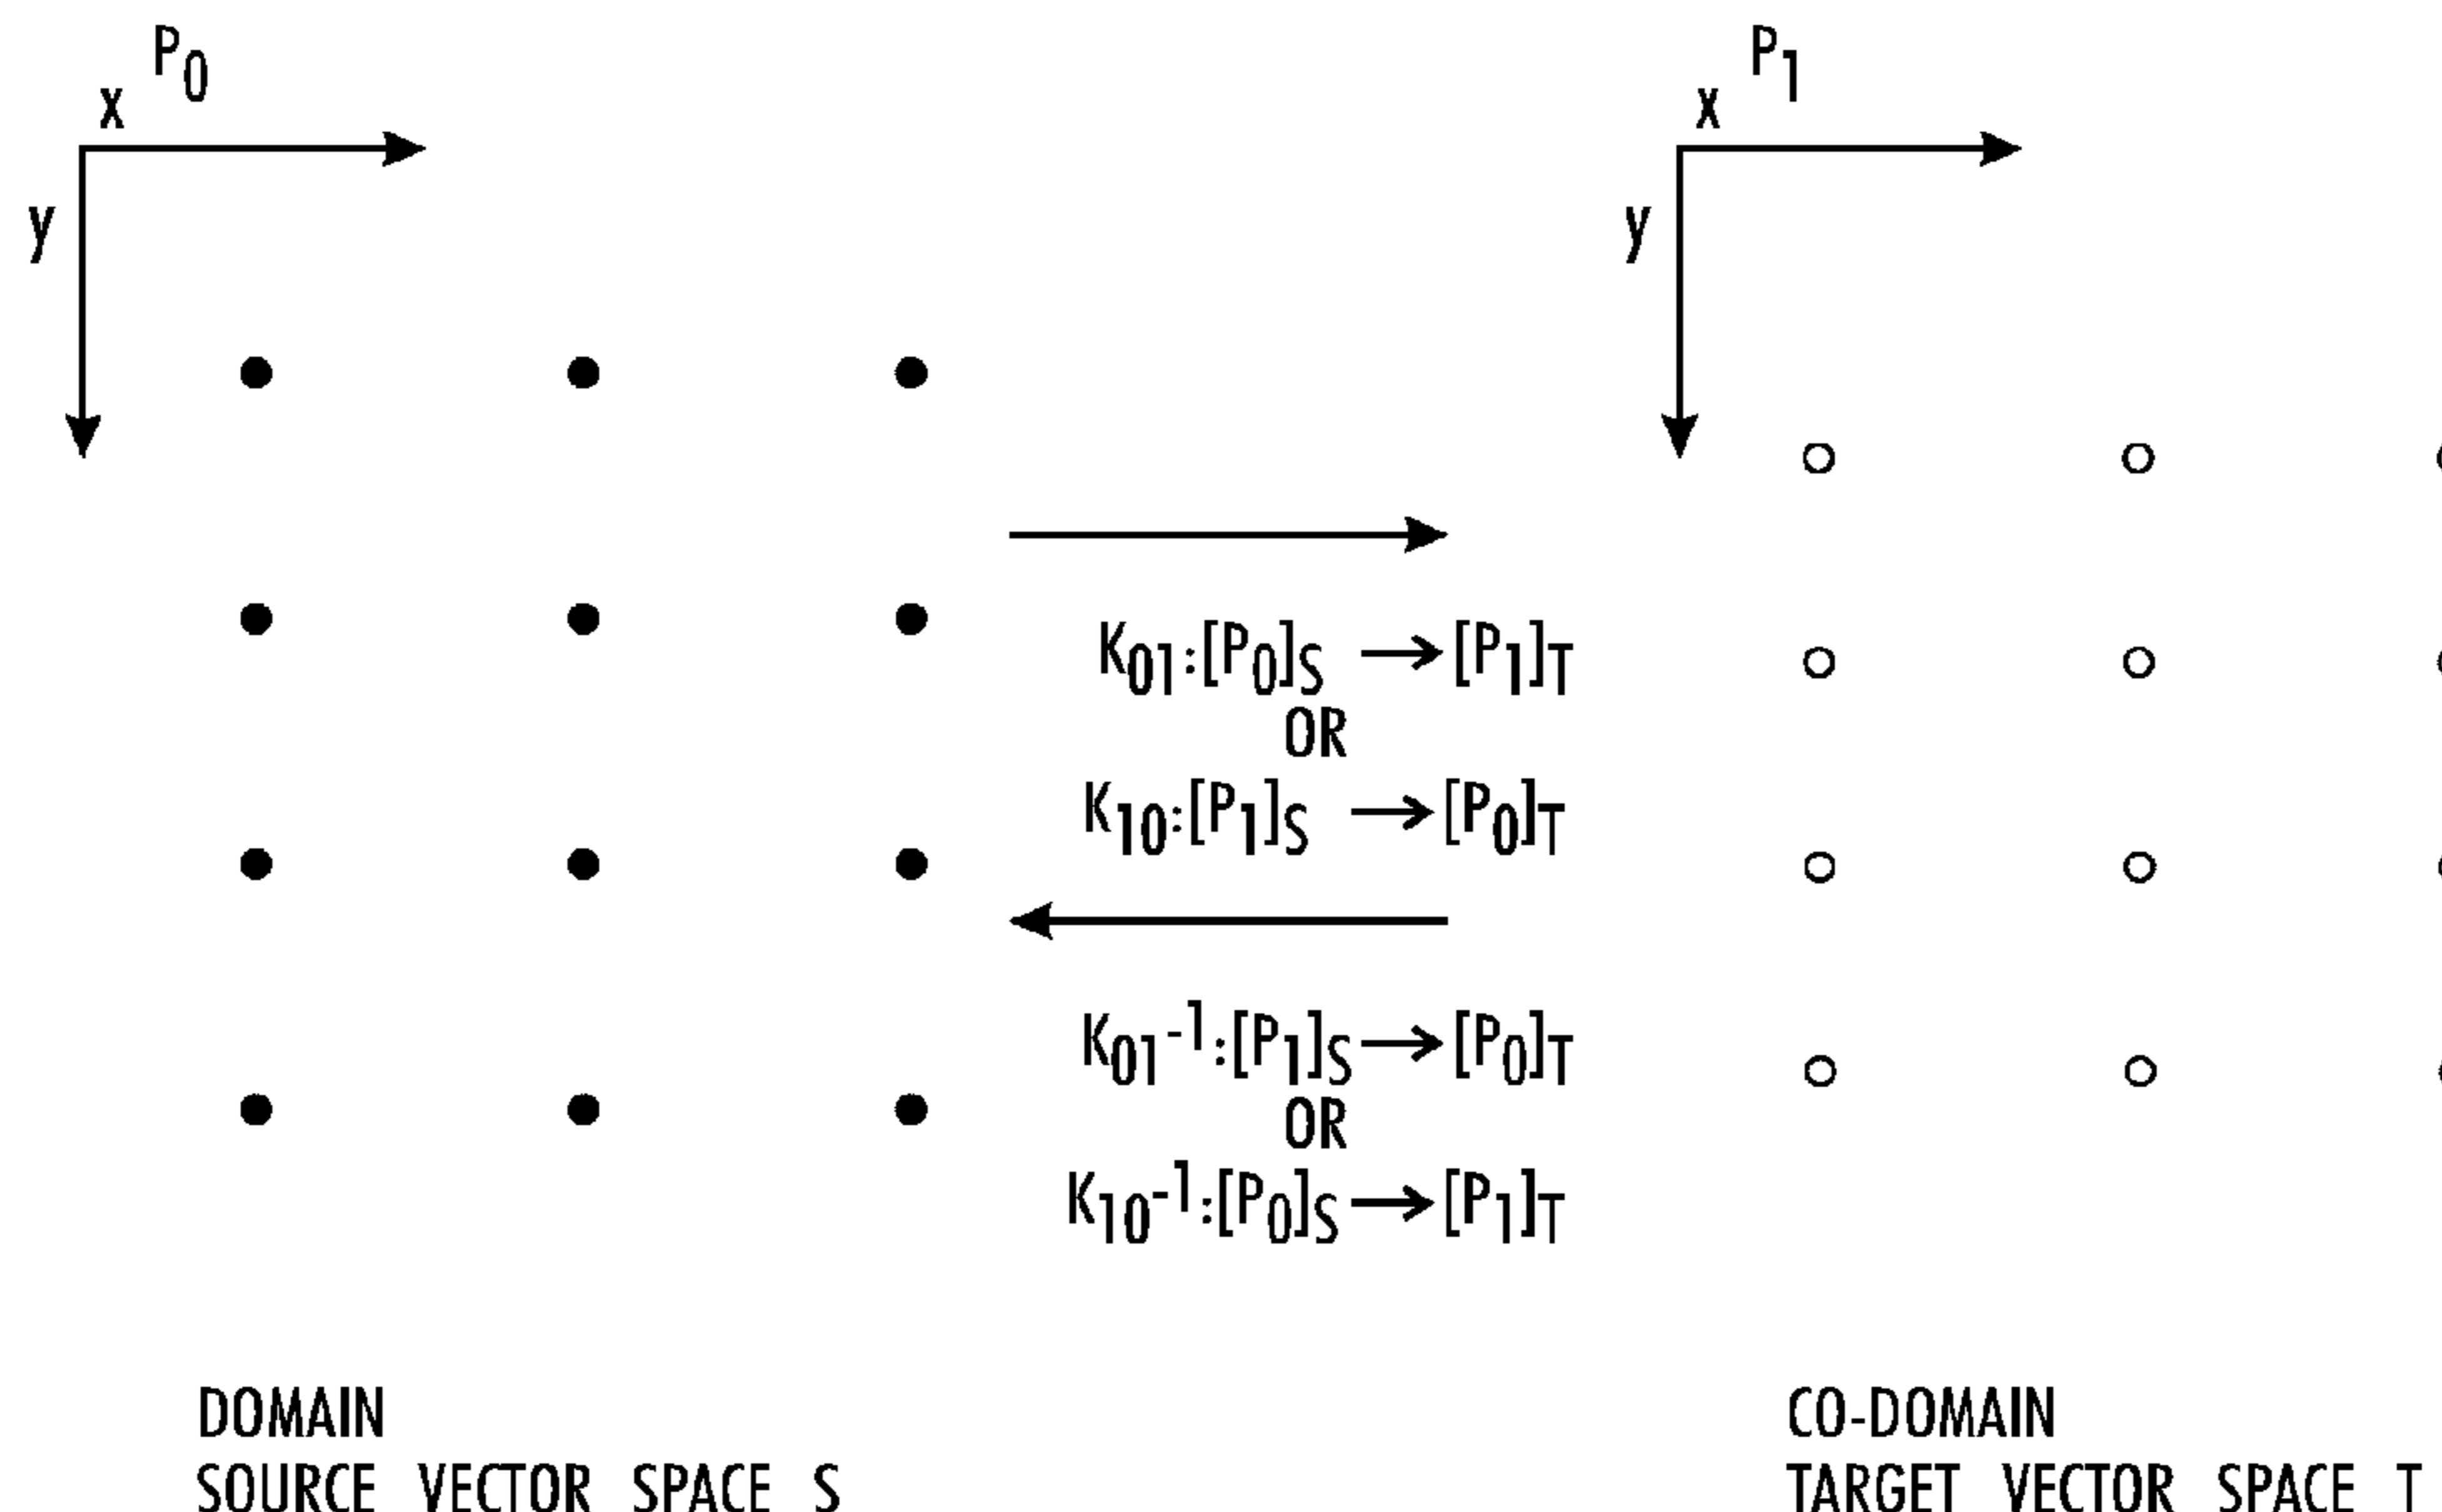 P0
x
y
P1
x
y
K01:[P0]S → [P1]T
OR
K10:[P1]S → [P0]T
K01-1:[P1]S → [P0]T
OR
K10-1:[P0]S → [P1]T
DOMAIN
SOURCE VECTOR SPACE S
CO-DOMAIN
TARGET VECTOR SPACE T